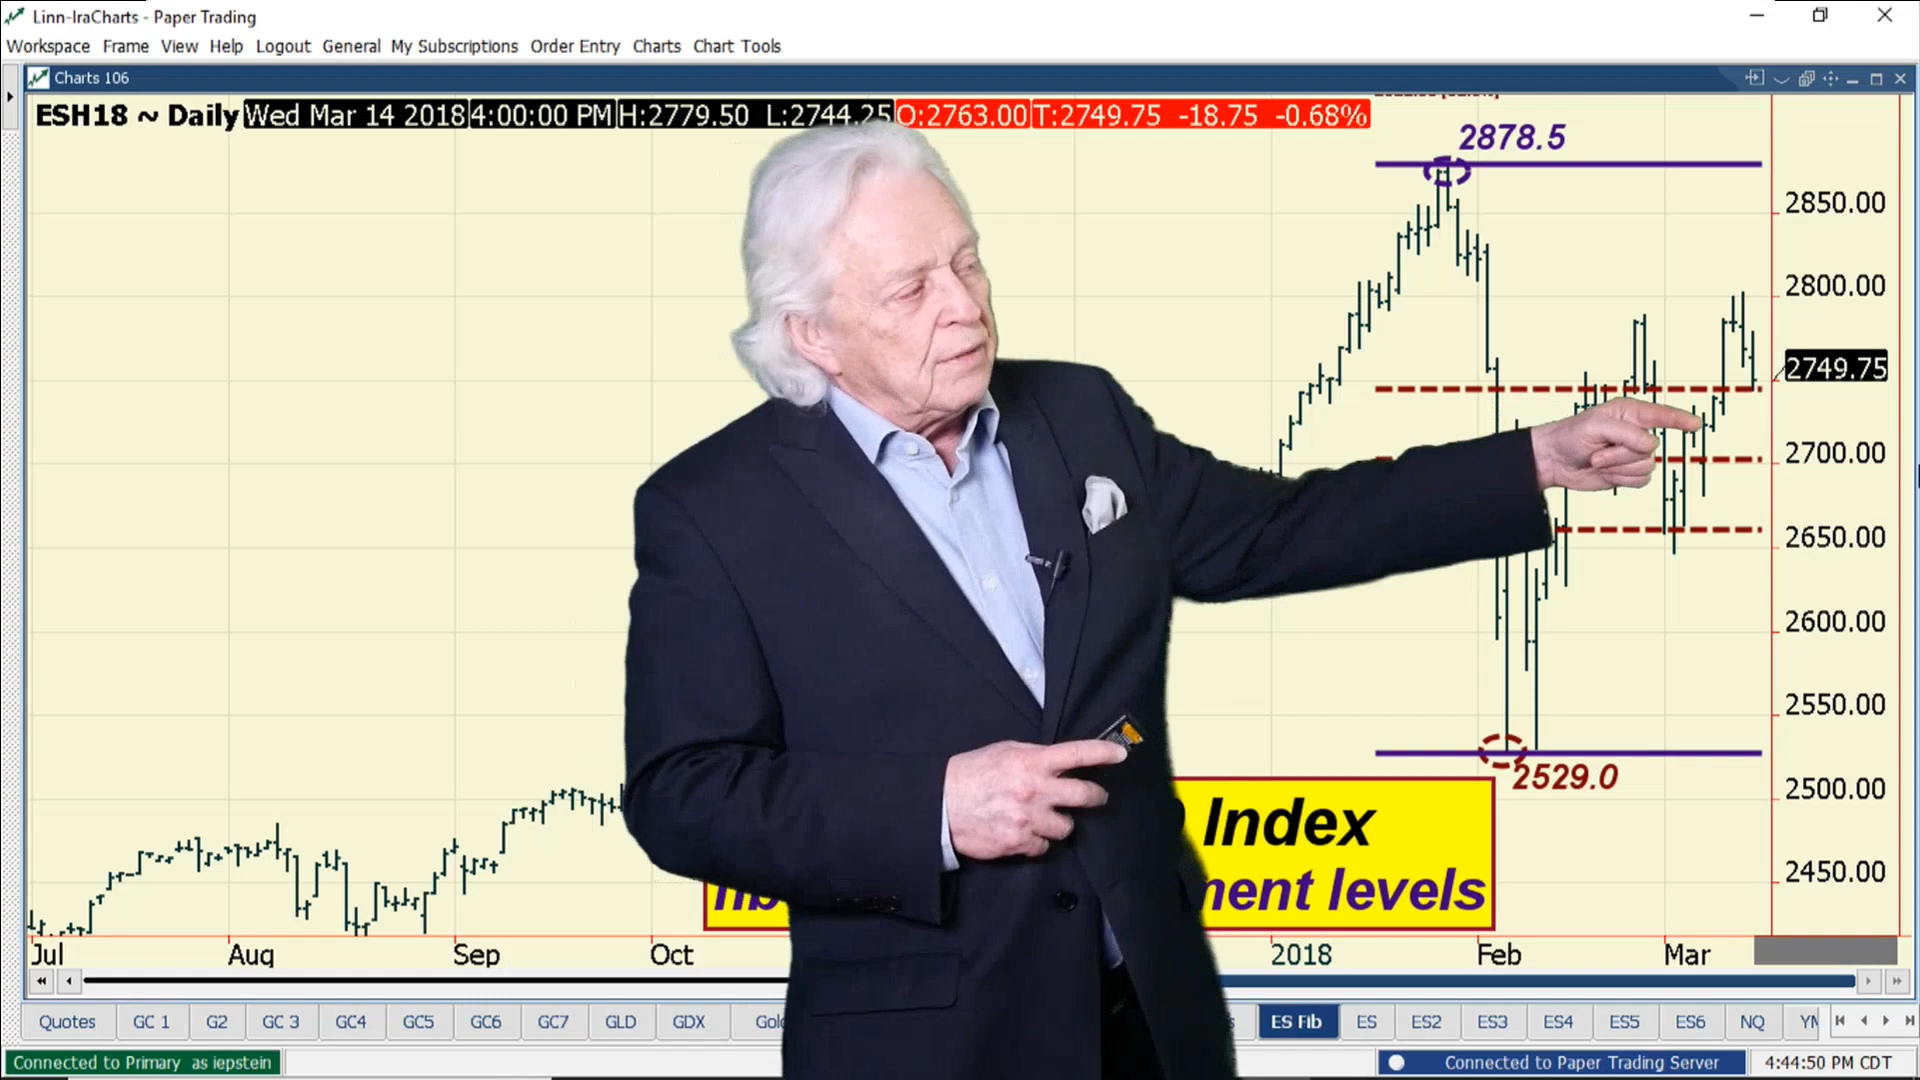 Linn-IraCharts - Paper Trading
Workspace Frame View Help Logout General My Subscriptions Order Entry Charts Chart Tools
Charts 106
ESH18 ~ Daily Wed Mar 14 2018 4:00:00 PM H:2779.50 L:2744.25 O:2763.00 T:2749.75 -18.75 -0.68%
2878.5
2850.00
2800.00
2749.75
2700.00
2650.00
2600.00
2550.00
2529.0
2500.00
2450.00
Index
levels
Jul Aug Sep Oct 2018 Feb Mar
Quotes GC 1 G2 GC 3 GC4 GC5 GC6 GC7 GLD GDX ES Fib ES ES2 ES3 ES4 ES5 ES6 NQ
Connected to Primary as iepstein Connected to Paper Trading Server 4:44:50 PM CDT